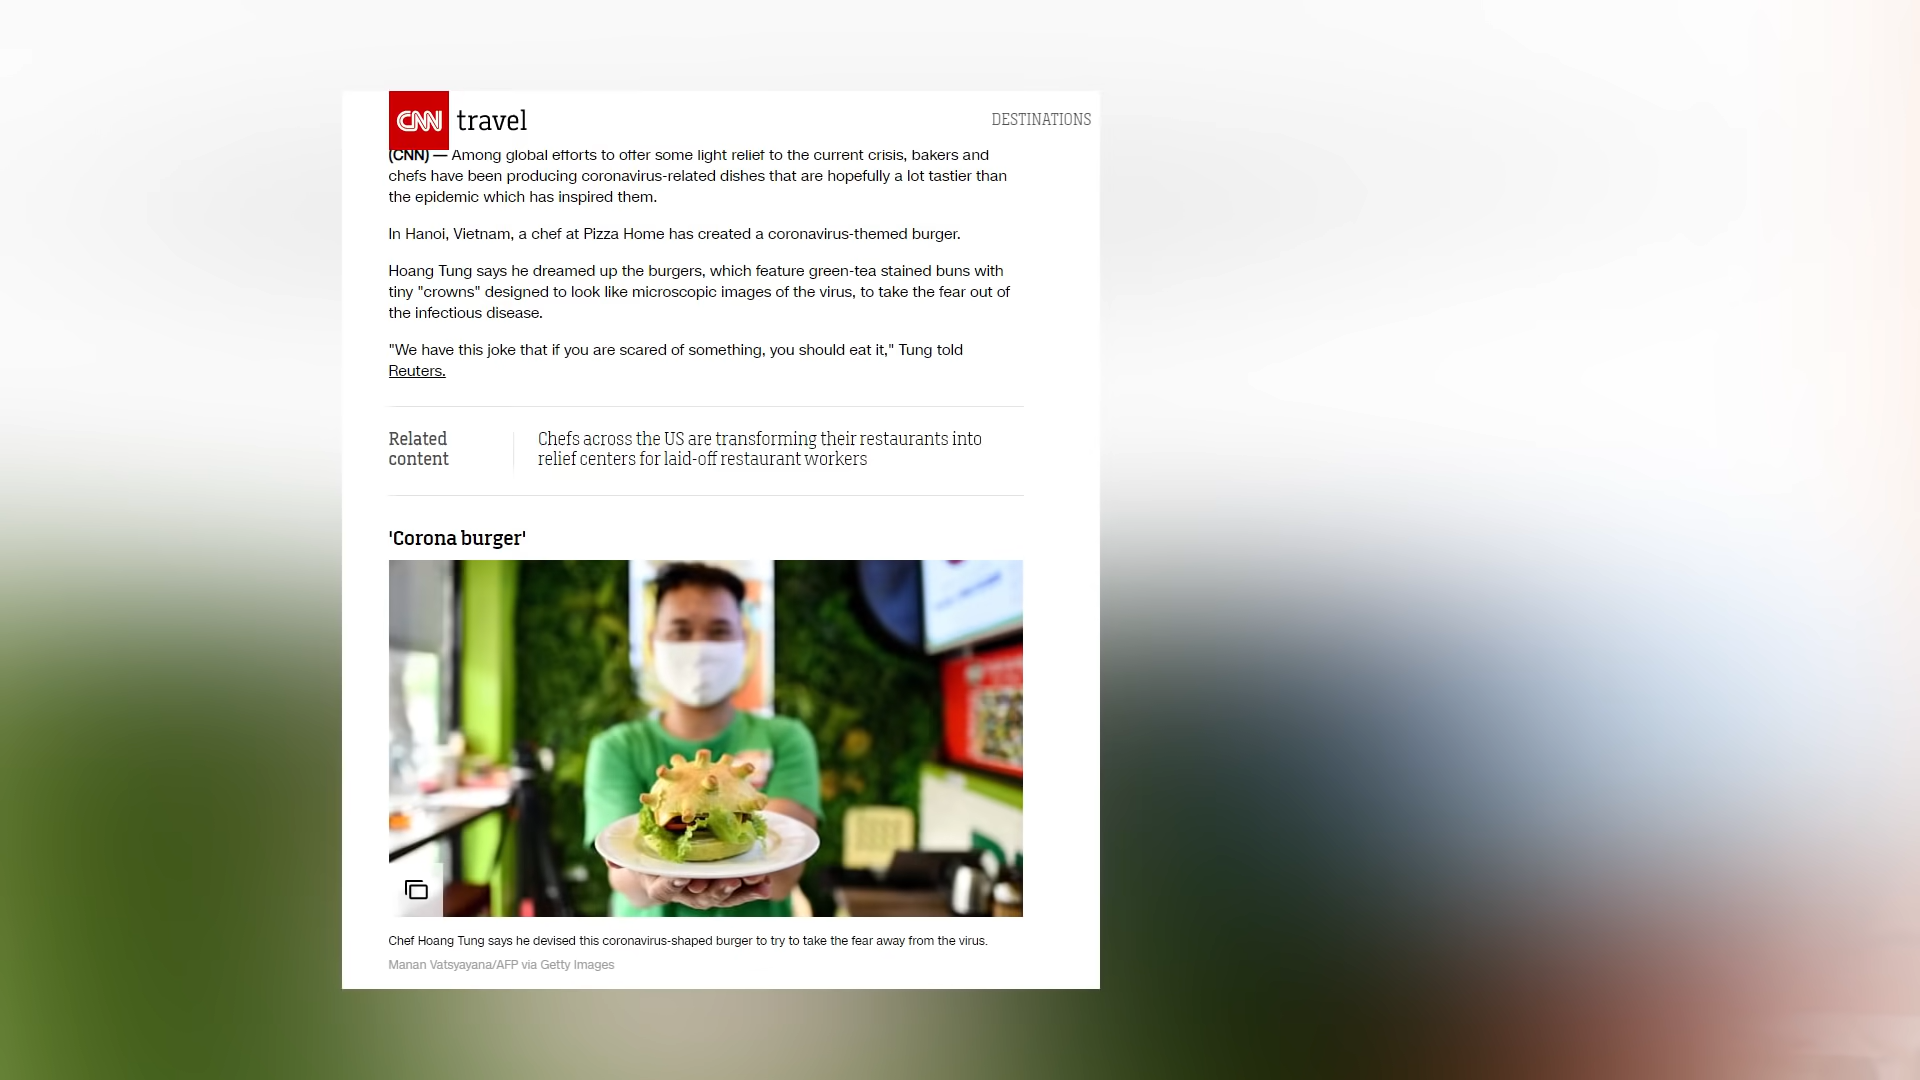 CNN travel
DESTINATIONS
(CNN) — Among global efforts to offer some light relief to the current crisis, bakers and
chefs have been producing coronavirus-related dishes that are hopefully a lot tastier than
the epidemic which has inspired them.
In Hanoi, Vietnam, a chef at Pizza Home has created a coronavirus-themed burger.
Hoang Tung says he dreamed up the burgers, which feature green-tea stained buns with
tiny "crowns" designed to look like microscopic images of the virus, to take the fear out of
the infectious disease.
"We have this joke that if you are scared of something, you should eat it," Tung told
Reuters.
Related
content
Chefs across the US are transforming their restaurants into
relief centers for laid-off restaurant workers
'Corona burger'
Chef Hoang Tung says he devised this coronavirus-shaped burger to try to take the fear away from the virus.
Manan Vatsyayana/AFP via Getty Images